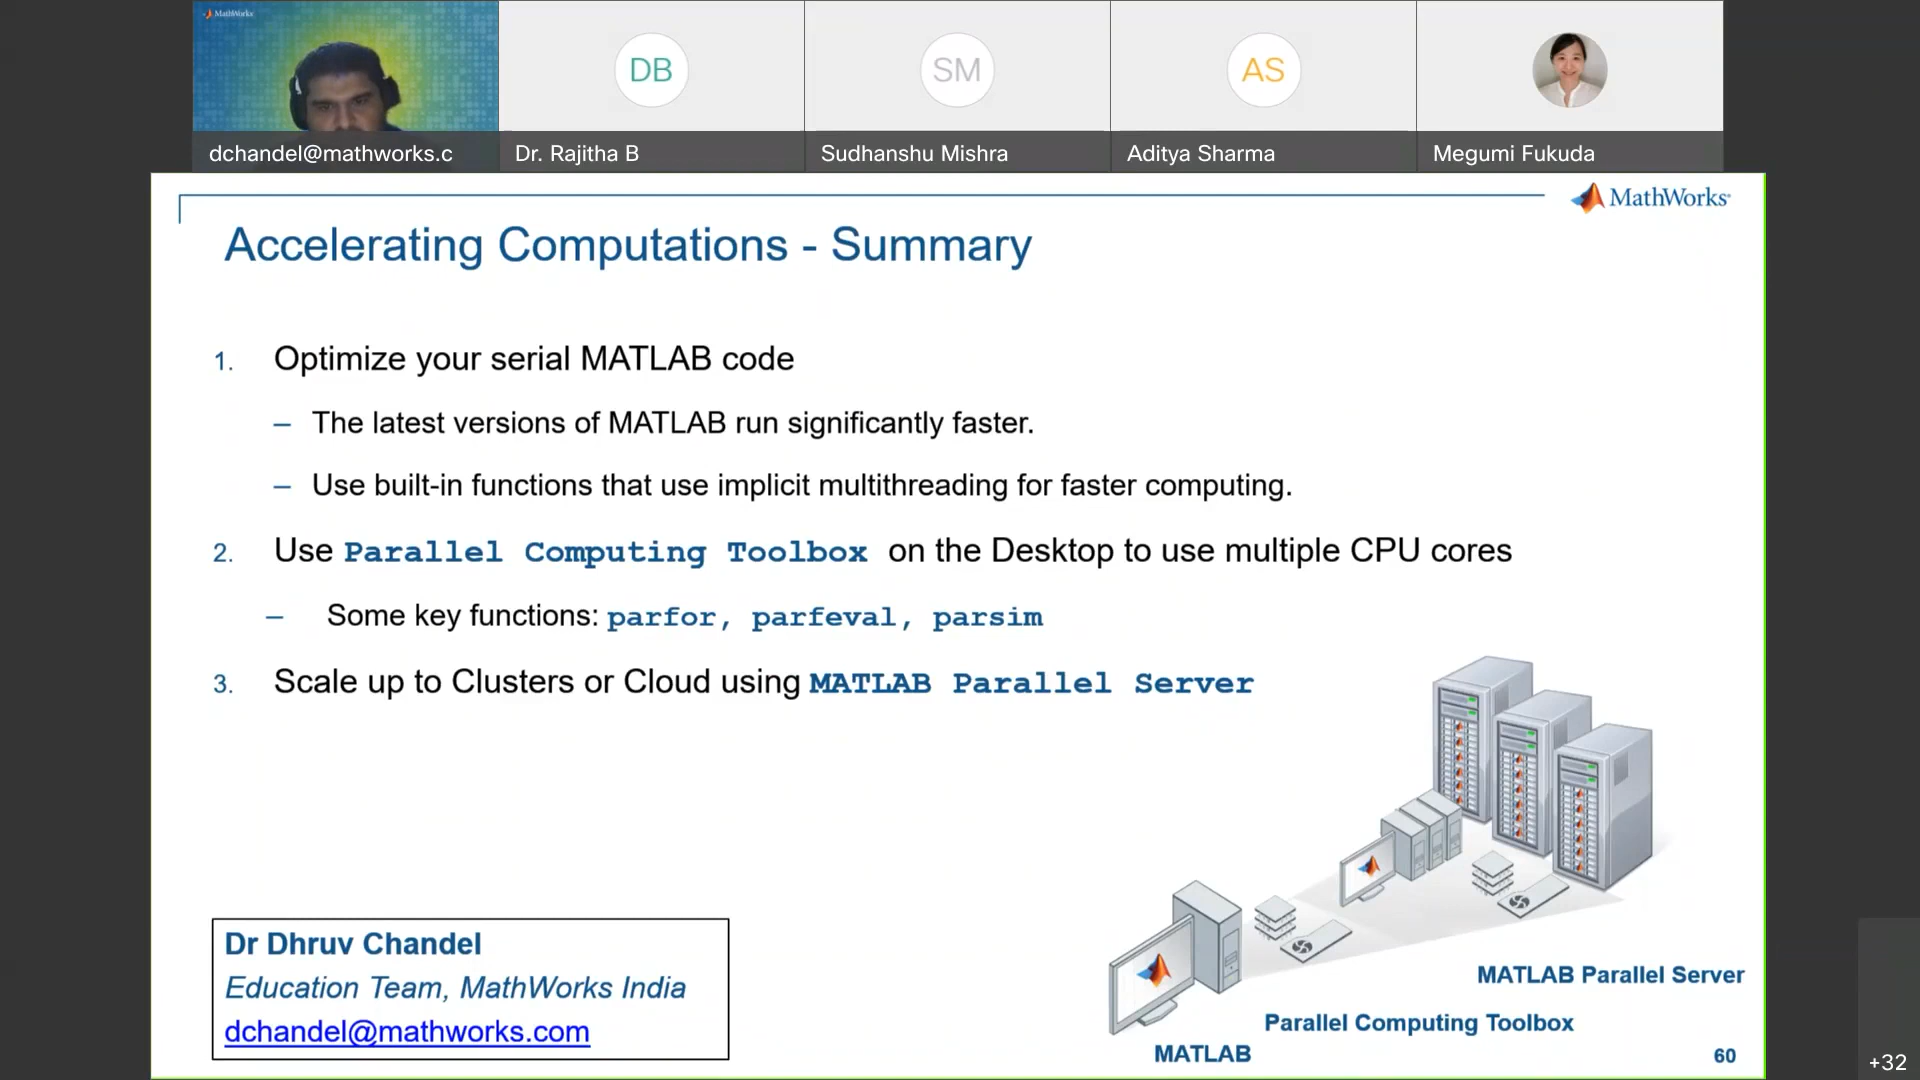 MathWorks
DB
SM
AS
dchandel@mathworks.c
Dr. Rajitha B
Sudhanshu Mishra
Aditya Sharma
Megumi Fukuda
MathWorks
Accelerating Computations - Summary
1. Optimize your serial MATLAB code
– The latest versions of MATLAB run significantly faster.
– Use built-in functions that use implicit multithreading for faster computing.
2. Use Parallel Computing Toolbox on the Desktop to use multiple CPU cores
– Some key functions: parfor, parfeval, parsim
3. Scale up to Clusters or Cloud using MATLAB Parallel Server
Dr Dhruv Chandel
Education Team, MathWorks India
dchandel@mathworks.com
MATLAB Parallel Server
Parallel Computing Toolbox
MATLAB
60
+32